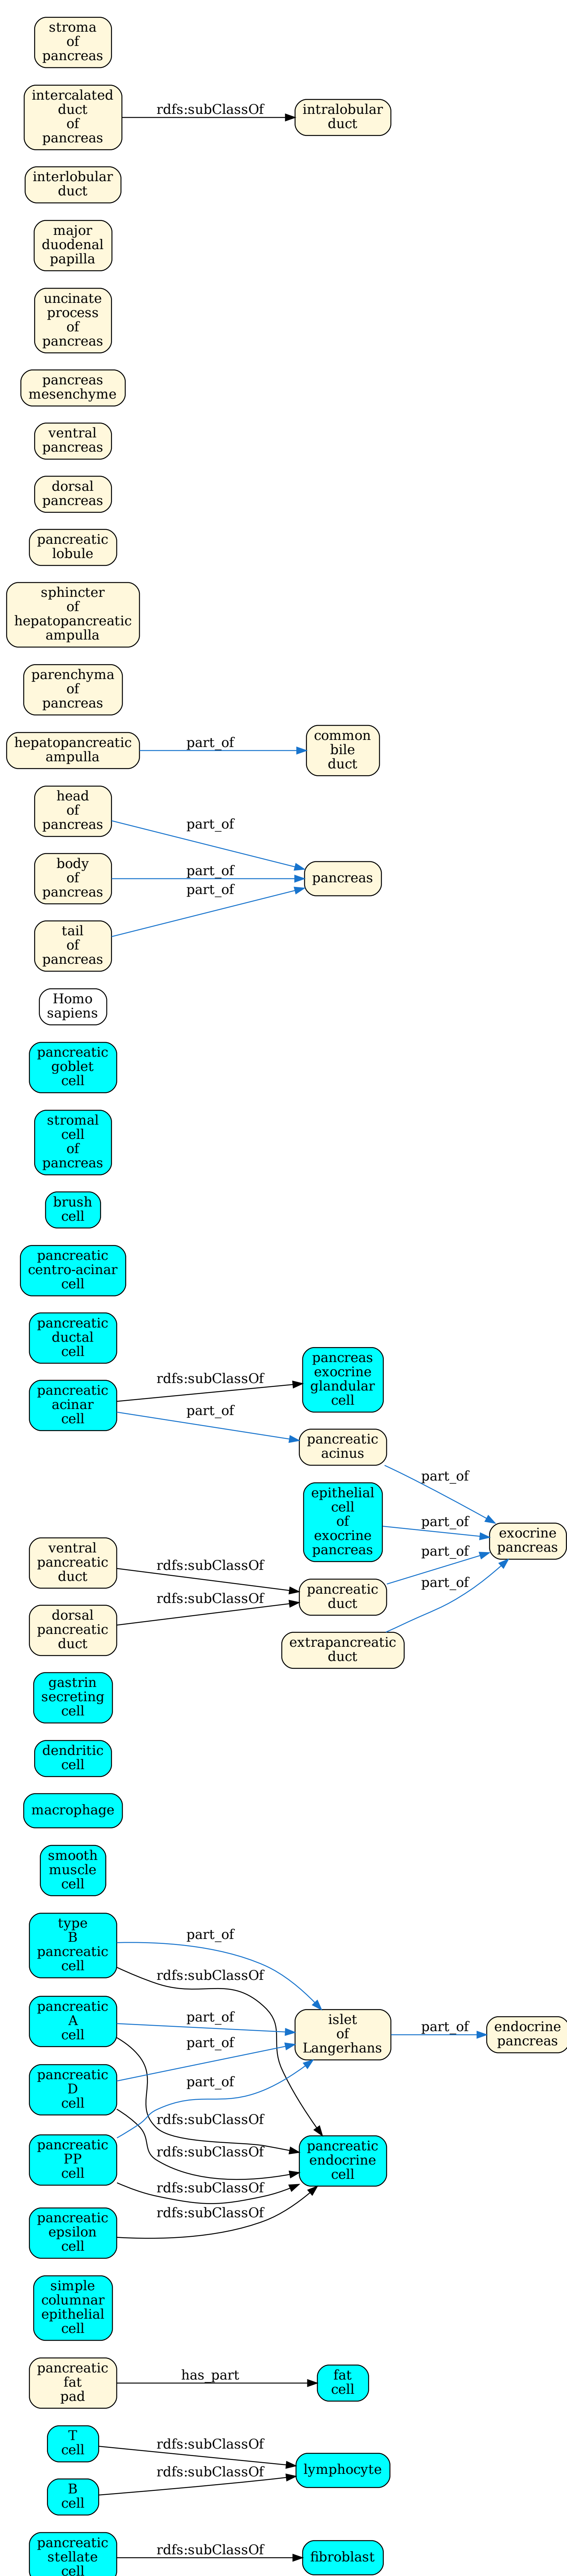 stroma
of
pancreas
intercalated
duct
of
pancreas
rdfs:subClassOf
intralobular
duct
interlobular
duct
major
duodenal
papilla
uncinate
process
of
pancreas
pancreas
mesenchyme
ventral
pancreas
dorsal
pancreas
pancreatic
lobule
sphincter
of
hepatopancreatic
ampulla
parenchyma
of
pancreas
hepatopancreatic
ampulla
part_of
common
bile
duct
head
of
pancreas
part_of
body
of
pancreas
part_of
pancreas
tail
of
pancreas
part_of
Homo
sapiens
pancreatic
goblet
cell
stromal
cell
of
pancreas
brush
cell
pancreatic
centro-acinar
cell
pancreatic
ductal
cell
pancreatic
acinar
cell
rdfs:subClassOf
pancreas
exocrine
glandular
cell
part_of
pancreatic
acinus
part_of
epithelial
cell
of
exocrine
pancreas
part_of
exocrine
pancreas
ventral
pancreatic
duct
rdfs:subClassOf
dorsal
pancreatic
duct
rdfs:subClassOf
pancreatic
duct
part_of
extrapancreatic
duct
part_of
gastrin
secreting
cell
dendritic
cell
macrophage
smooth
muscle
cell
type
B
pancreatic
cell
part_of
rdfs:subClassOf
pancreatic
A
cell
part_of
rdfs:subClassOf
islet
of
Langerhans
part_of
endocrine
pancreas
pancreatic
D
cell
part_of
rdfs:subClassOf
pancreatic
PP
cell
part_of
rdfs:subClassOf
pancreatic
endocrine
cell
pancreatic
epsilon
cell
rdfs:subClassOf
simple
columnar
epithelial
cell
pancreatic
fat
pad
has_part
fat
cell
T
cell
rdfs:subClassOf
B
cell
rdfs:subClassOf
lymphocyte
pancreatic
stellate
cell
rdfs:subClassOf
fibroblast